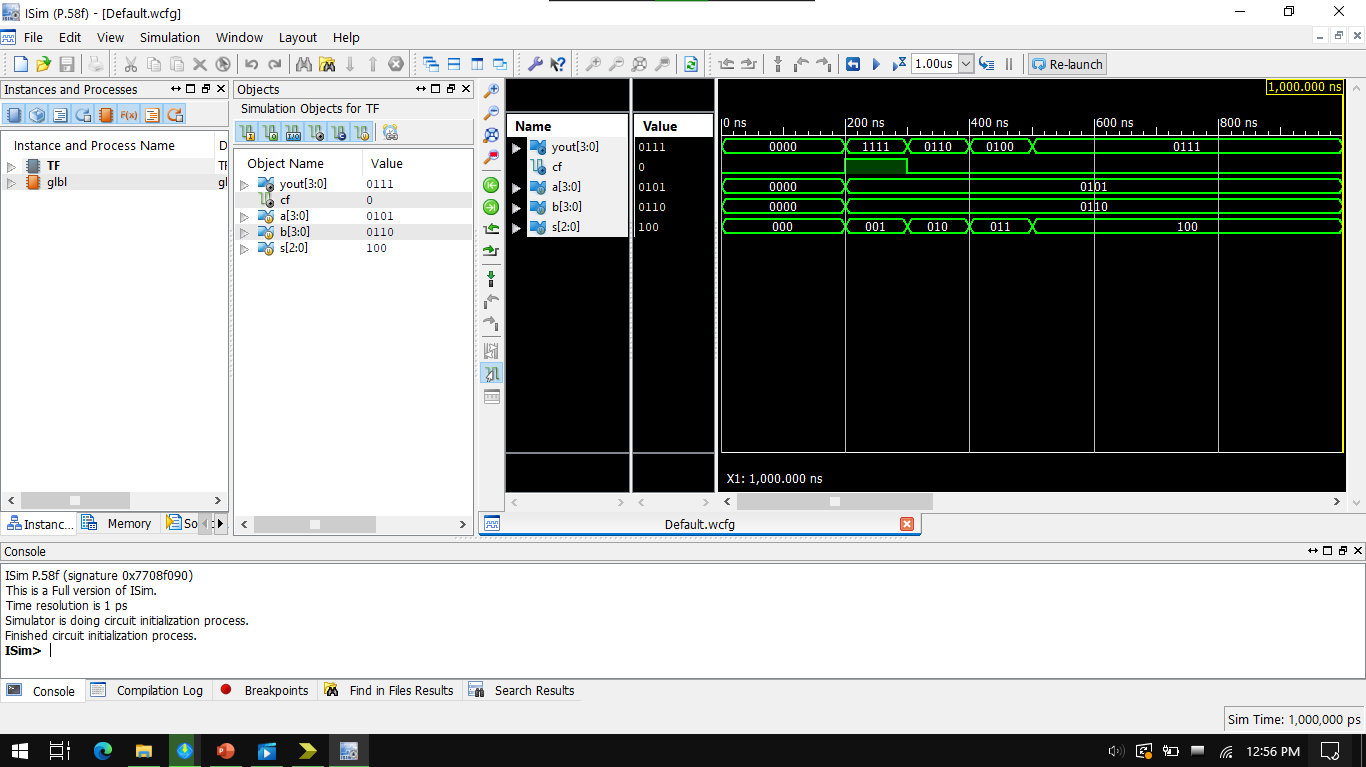 ISim (P.58f) - [Default.wcfg]
File Edit View Simulation Window Layout Help
1.00us Re-launch
Instances and Processes
F(x)
Instance and Process Name D
TF TF
glbl gl
Instanc... Memory So
Objects
Simulation Objects for TF
Object Name Value
yout[3:0] 0111
cf 0
a[3:0] 0101
b[3:0] 0110
s[2:0] 100
Name Value
yout[3:0] 0111
cf 0
a[3:0] 0101
b[3:0] 0110
s[2:0] 100
1,000.000 ns
0 ns 200 ns 400 ns 600 ns 800 ns
0000 1111 0110 0100 0111
0000 0101
0000 0110
000 001 010 011 100
X1: 1,000.000 ns
Default.wcfg
Console
ISim P.58f (signature 0x7708f090)
This is a Full version of ISim.
Time resolution is 1 ps
Simulator is doing circuit initialization process.
Finished circuit initialization process.
ISim>
Console Compilation Log Breakpoints Find in Files Results Search Results
Sim Time: 1,000,000 ps
12:56 PM